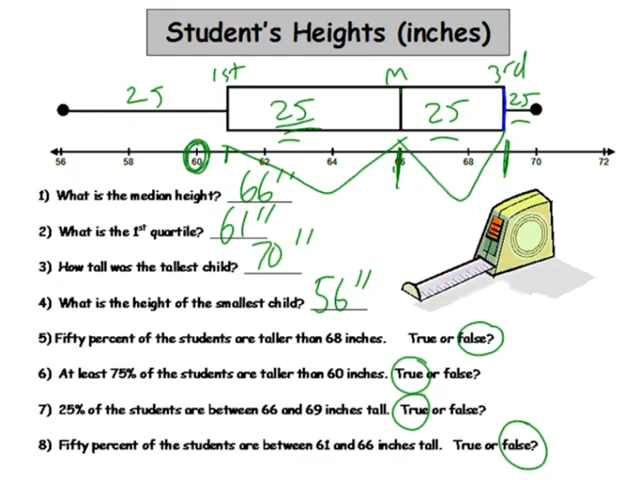 Student's Heights (inches)
1st M 3rd
25 25 25 25
56 58 60 62 64 66 68 70 72
1) What is the median height? 66"
2) What is the 1st quartile? 61"
3) How tall was the tallest child? 70"
4) What is the height of the smallest child? 56"
5) Fifty percent of the students are taller than 68 inches. True or false?
6) At least 75% of the students are taller than 60 inches. True or false?
7) 25% of the students are between 66 and 69 inches tall. True or false?
8) Fifty percent of the students are between 61 and 66 inches tall. True or false?